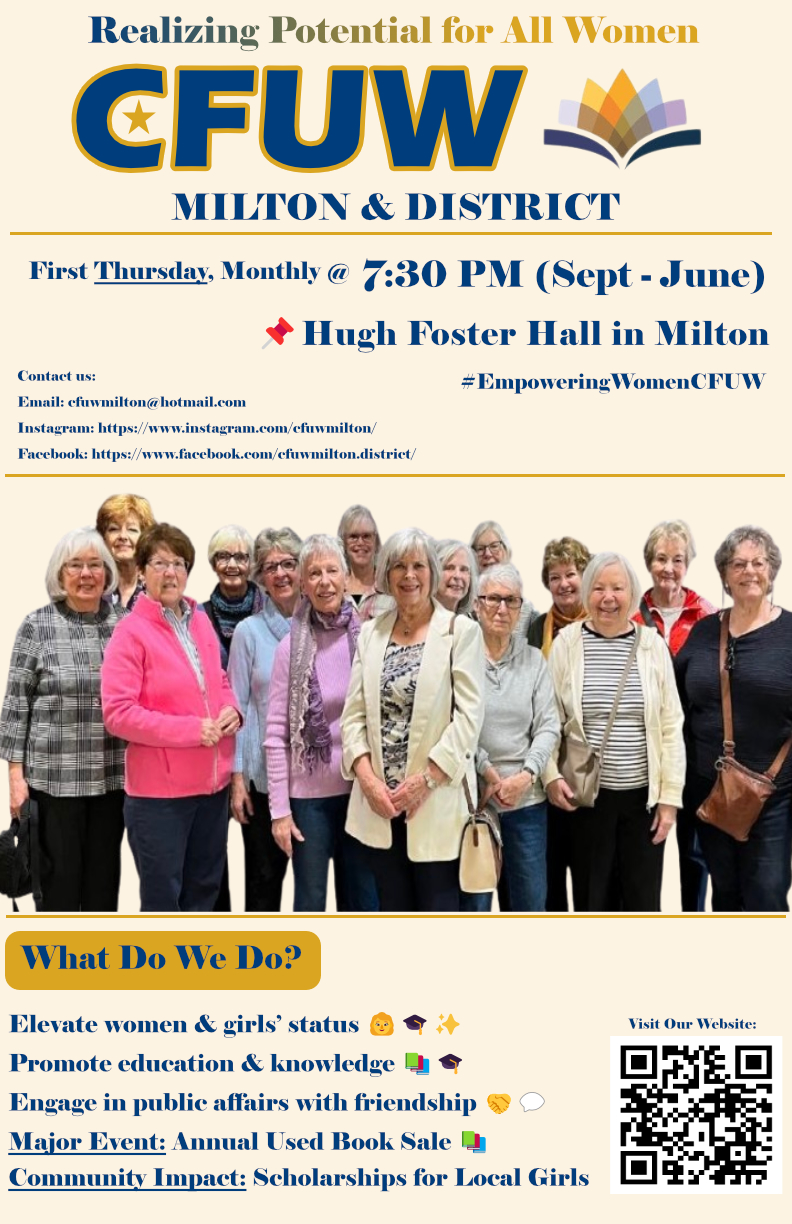 Realizing Potential for All Women
CFUW
MILTON & DISTRICT
First Thursday, Monthly @ 7:30 PM (Sept - June)
Hugh Foster Hall in Milton
#EmpoweringWomenCFUW
Contact us:
Email: cfuwmilton@hotmail.com
Instagram: https://www.instagram.com/cfuwmilton/
Facebook: https://www.facebook.com/cfuwmilton.district/
What Do We Do?
Elevate women & girls' status
Promote education & knowledge
Engage in public affairs with friendship
Major Event: Annual Used Book Sale
Community Impact: Scholarships for Local Girls
Visit Our Website: